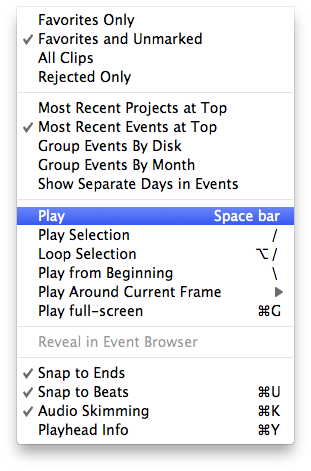 Favorites Only
✓ Favorites and Unmarked
All Clips
Rejected Only
Most Recent Projects at Top
✓ Most Recent Events at Top
Group Events By Disk
Group Events By Month
Show Separate Days in Events
Play Space bar
Play Selection /
Loop Selection ⌥ /
Play from Beginning \
Play Around Current Frame ▶
Play full-screen ⌘G
Reveal in Event Browser
✓ Snap to Ends
✓ Snap to Beats ⌘U
✓ Audio Skimming ⌘K
Playhead Info ⌘Y